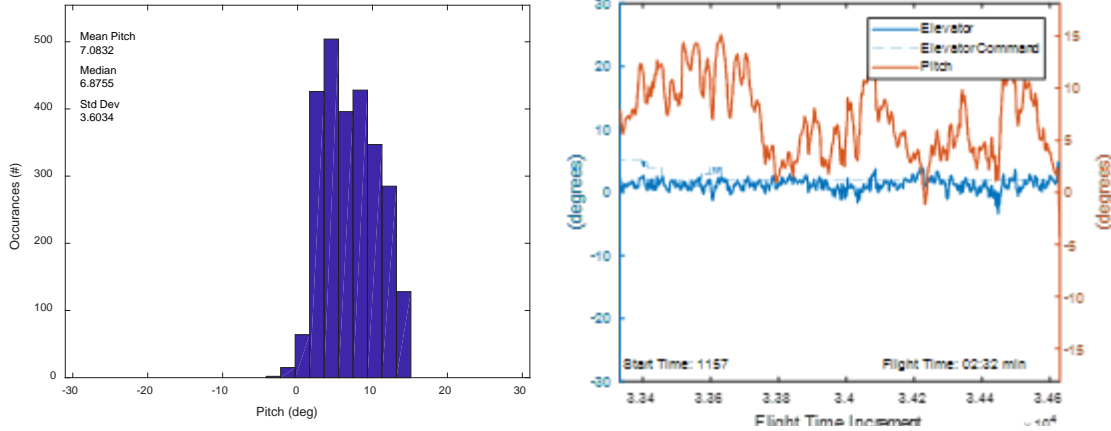 Mean Pitch
7.0832
Median
6.8755
Std Dev
3.6034
500
400
300
200
100
0
Occurances (#)
-30
-20
-10
0
10
20
30
Pitch (deg)
Elevator
ElevatorCommand
Pitch
30
20
10
0
-10
-20
-30
(degrees)
15
10
5
0
-5
-10
-15
(degrees)
Start Time: 1157
Flight Time: 02:32 min
3.34
3.36
3.38
3.4
3.42
3.44
3.46
Flight Time Increment
×10⁴